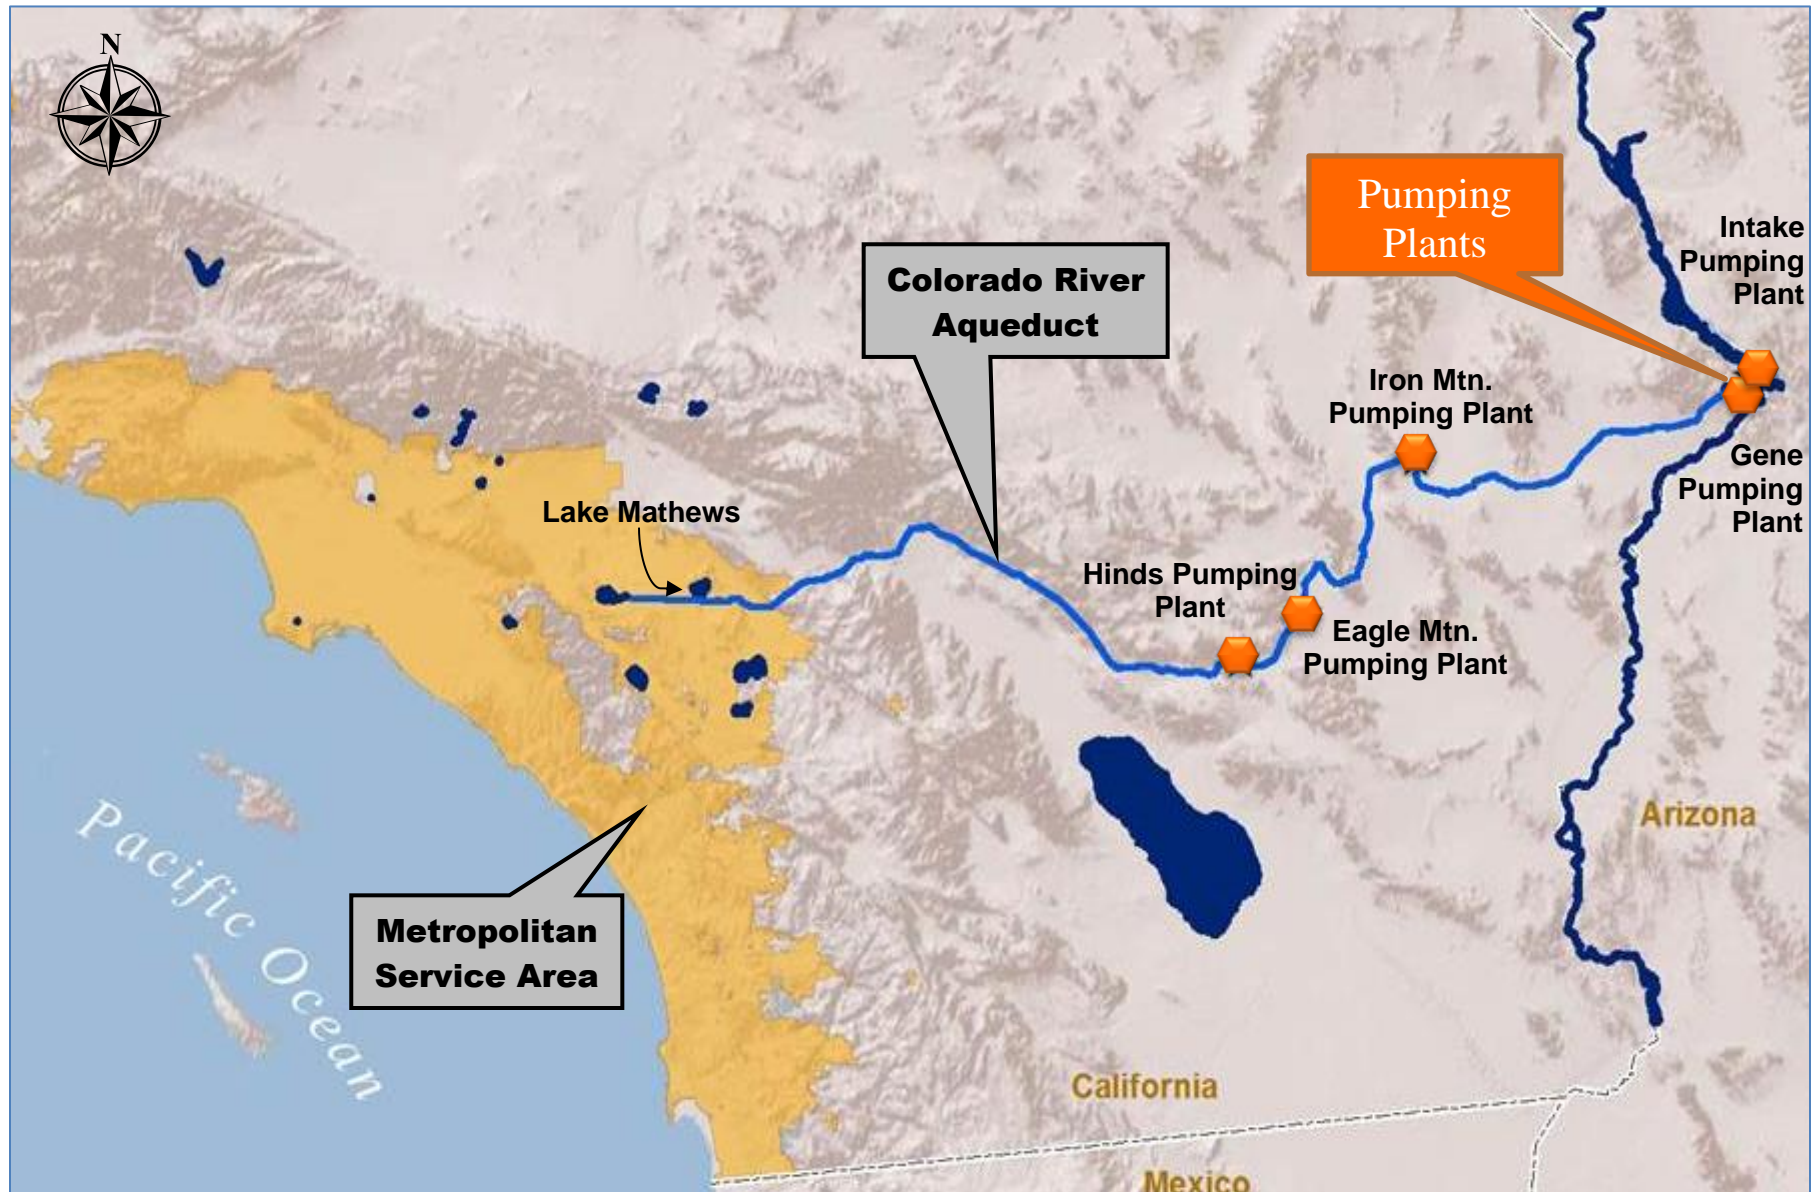 N
Pumping
Plants
Intake
Pumping
Plant
Colorado River
Aqueduct
Iron Mtn.
Pumping Plant
Gene
Pumping
Plant
Lake Mathews
Hinds Pumping
Plant
Eagle Mtn.
Pumping Plant
Arizona
Pacific Ocean
Metropolitan
Service Area
California
Mexico